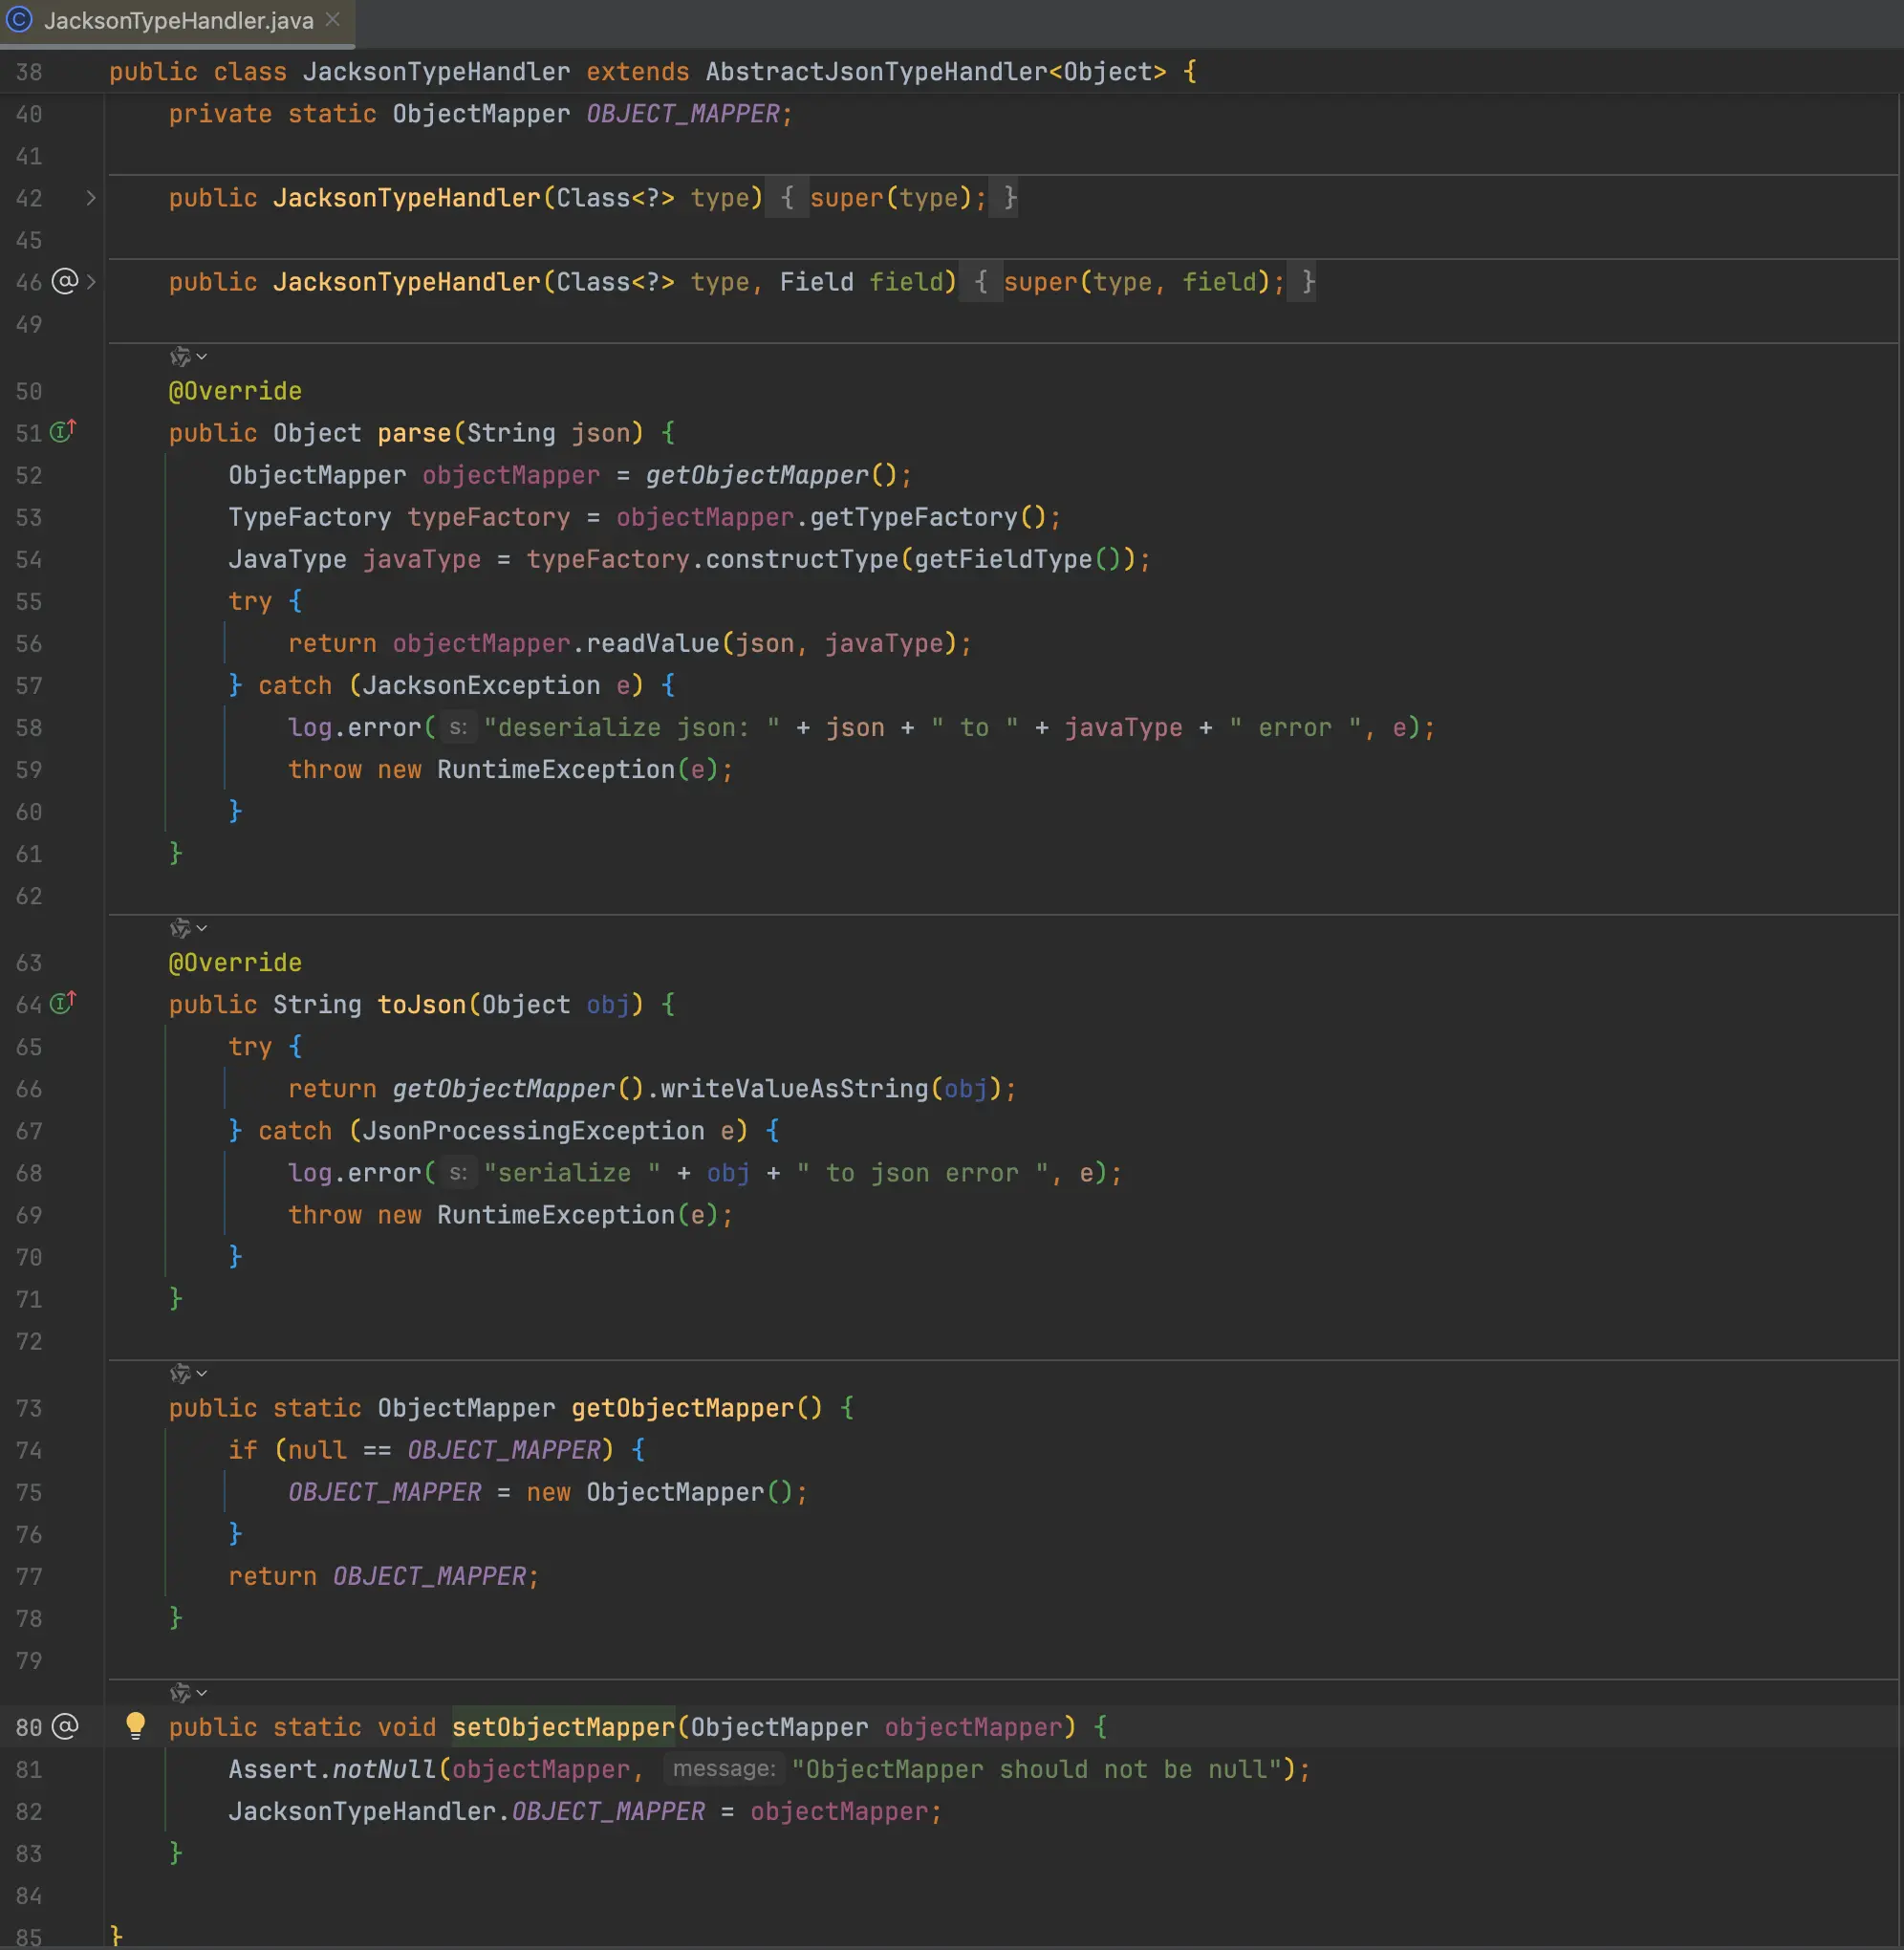 JacksonTypeHandler.java
38 public class JacksonTypeHandler extends AbstractJsonTypeHandler<Object> {
40 private static ObjectMapper OBJECT_MAPPER;
41
42 public JacksonTypeHandler(Class<?> type) { super(type); }
45
46 public JacksonTypeHandler(Class<?> type, Field field) { super(type, field); }
49
50 @Override
51 public Object parse(String json) {
52 ObjectMapper objectMapper = getObjectMapper();
53 TypeFactory typeFactory = objectMapper.getTypeFactory();
54 JavaType javaType = typeFactory.constructType(getFieldType());
55 try {
56 return objectMapper.readValue(json, javaType);
57 } catch (JacksonException e) {
58 log.error( s: "deserialize json: " + json + " to " + javaType + " error ", e);
59 throw new RuntimeException(e);
60 }
61 }
62
63 @Override
64 public String toJson(Object obj) {
65 try {
66 return getObjectMapper().writeValueAsString(obj);
67 } catch (JsonProcessingException e) {
68 log.error( s: "serialize " + obj + " to json error ", e);
69 throw new RuntimeException(e);
70 }
71 }
72
73 public static ObjectMapper getObjectMapper() {
74 if (null == OBJECT_MAPPER) {
75 OBJECT_MAPPER = new ObjectMapper();
76 }
77 return OBJECT_MAPPER;
78 }
79
80 public static void setObjectMapper(ObjectMapper objectMapper) {
81 Assert.notNull(objectMapper, message: "ObjectMapper should not be null");
82 JacksonTypeHandler.OBJECT_MAPPER = objectMapper;
83 }
84
85 }